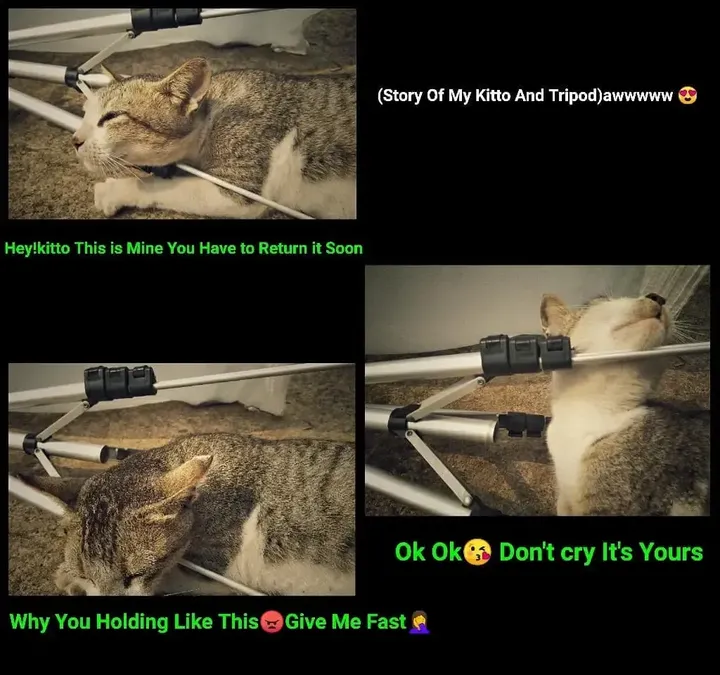 (Story Of My Kitto And Tripod)awwwww 😍
Hey!kitto This is Mine You Have to Return it Soon
Why You Holding Like This😡Give Me Fast🤦‍♀️
Ok Ok😘 Don't cry It's Yours